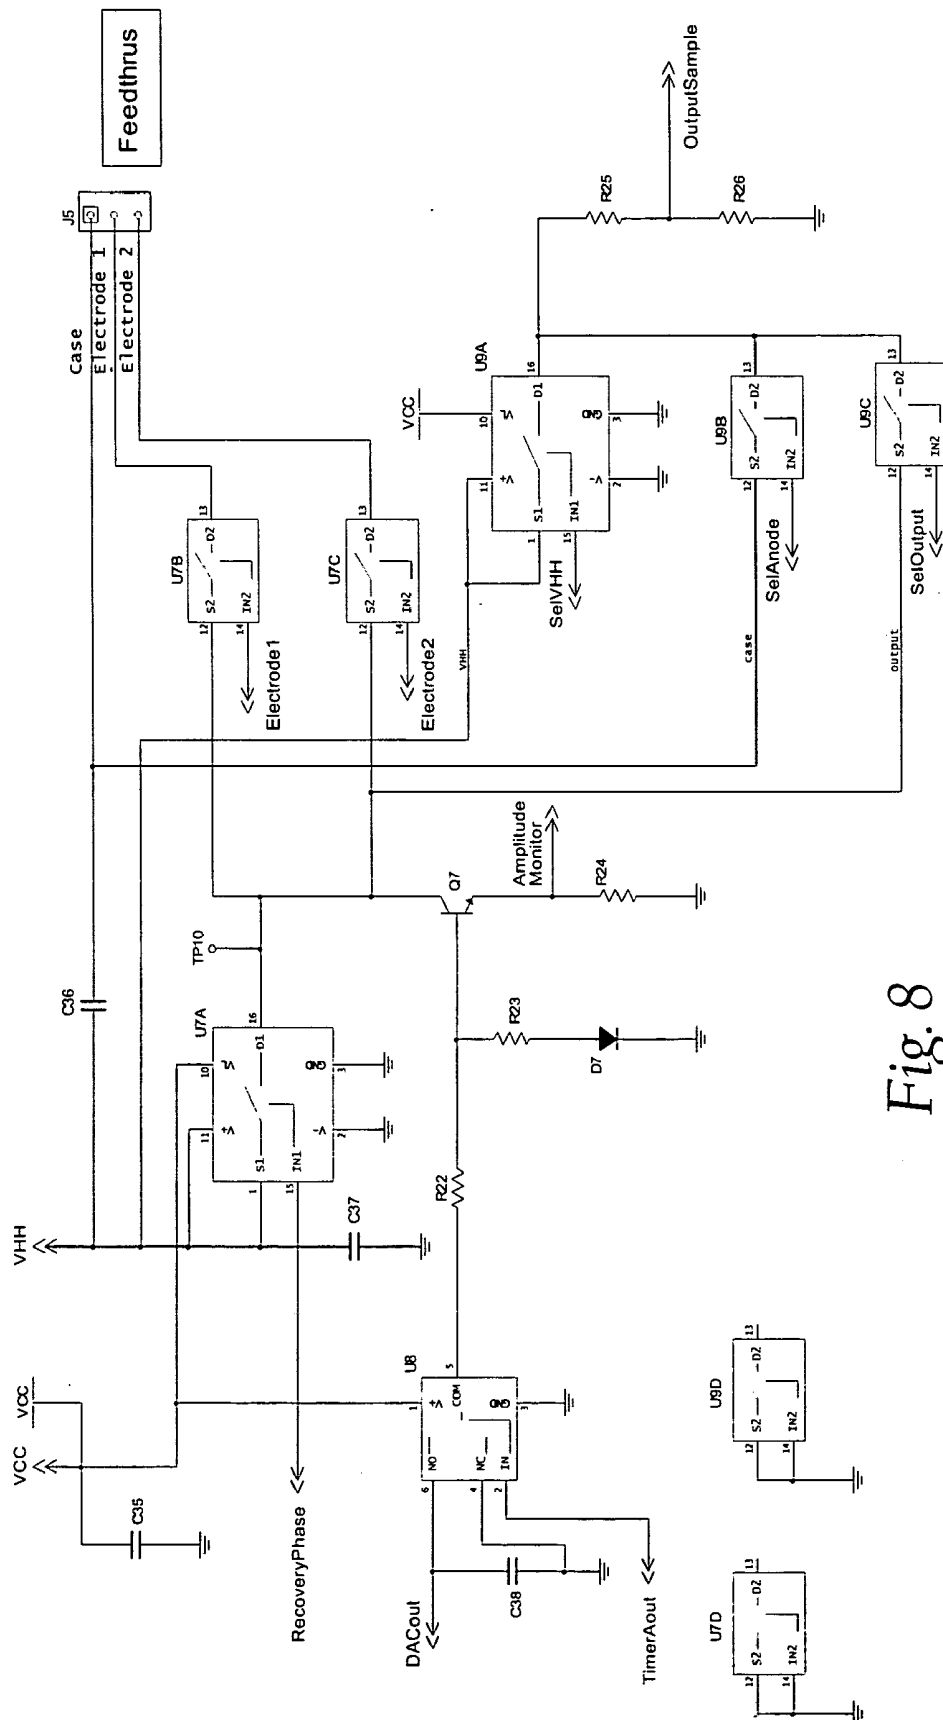 Feedthrus
J5
Case
Electrode 1
Electrode 2
C36
VHH
VCC
VCC
C35
U7A
11
V+
10
VL
1
S1
D1
16
15
IN1
V-
2
GND
3
TP10
C37
RecoveryPhase
U7B
12
S2
D2
13
14
IN2
Electrode1
U7C
12
S2
D2
13
14
IN2
Electrode2
U8
1
V+
6
NO
COM
5
4
NC
2
IN
GND
3
DACout
C38
TimerAout
R22
R23
D7
Q7
Amplitude
Monitor
R24
VHH
VCC
U9A
11
V+
10
VL
1
S1
D1
16
15
IN1
V-
2
GND
3
SelVHH
case
U9B
12
S2
D2
13
14
IN2
SelAnode
output
U9C
12
S2
D2
13
14
IN2
SelOutput
R25
OutputSample
R26
U7D
12
S2
D2
13
14
IN2
U9D
12
S2
D2
13
14
IN2
Fig. 8